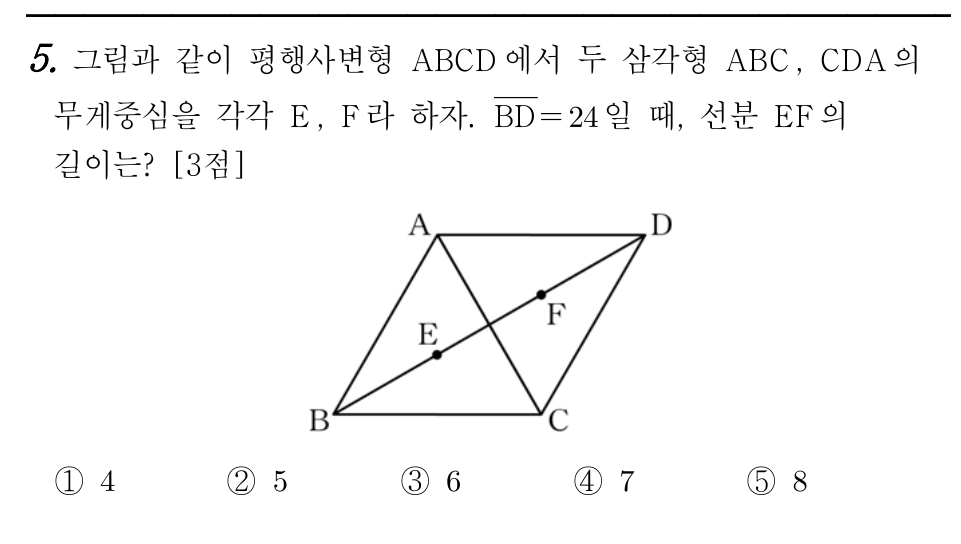 5. 그림과 같이 평행사변형 ABCD에서 두 삼각형 ABC, CDA의
무게중심을 각각 E, F라 하자. $\overline{BD}=24$일 때, 선분 EF의
길이는? [3점]
A D
F
E
B C
① 4 ② 5 ③ 6 ④ 7 ⑤ 8